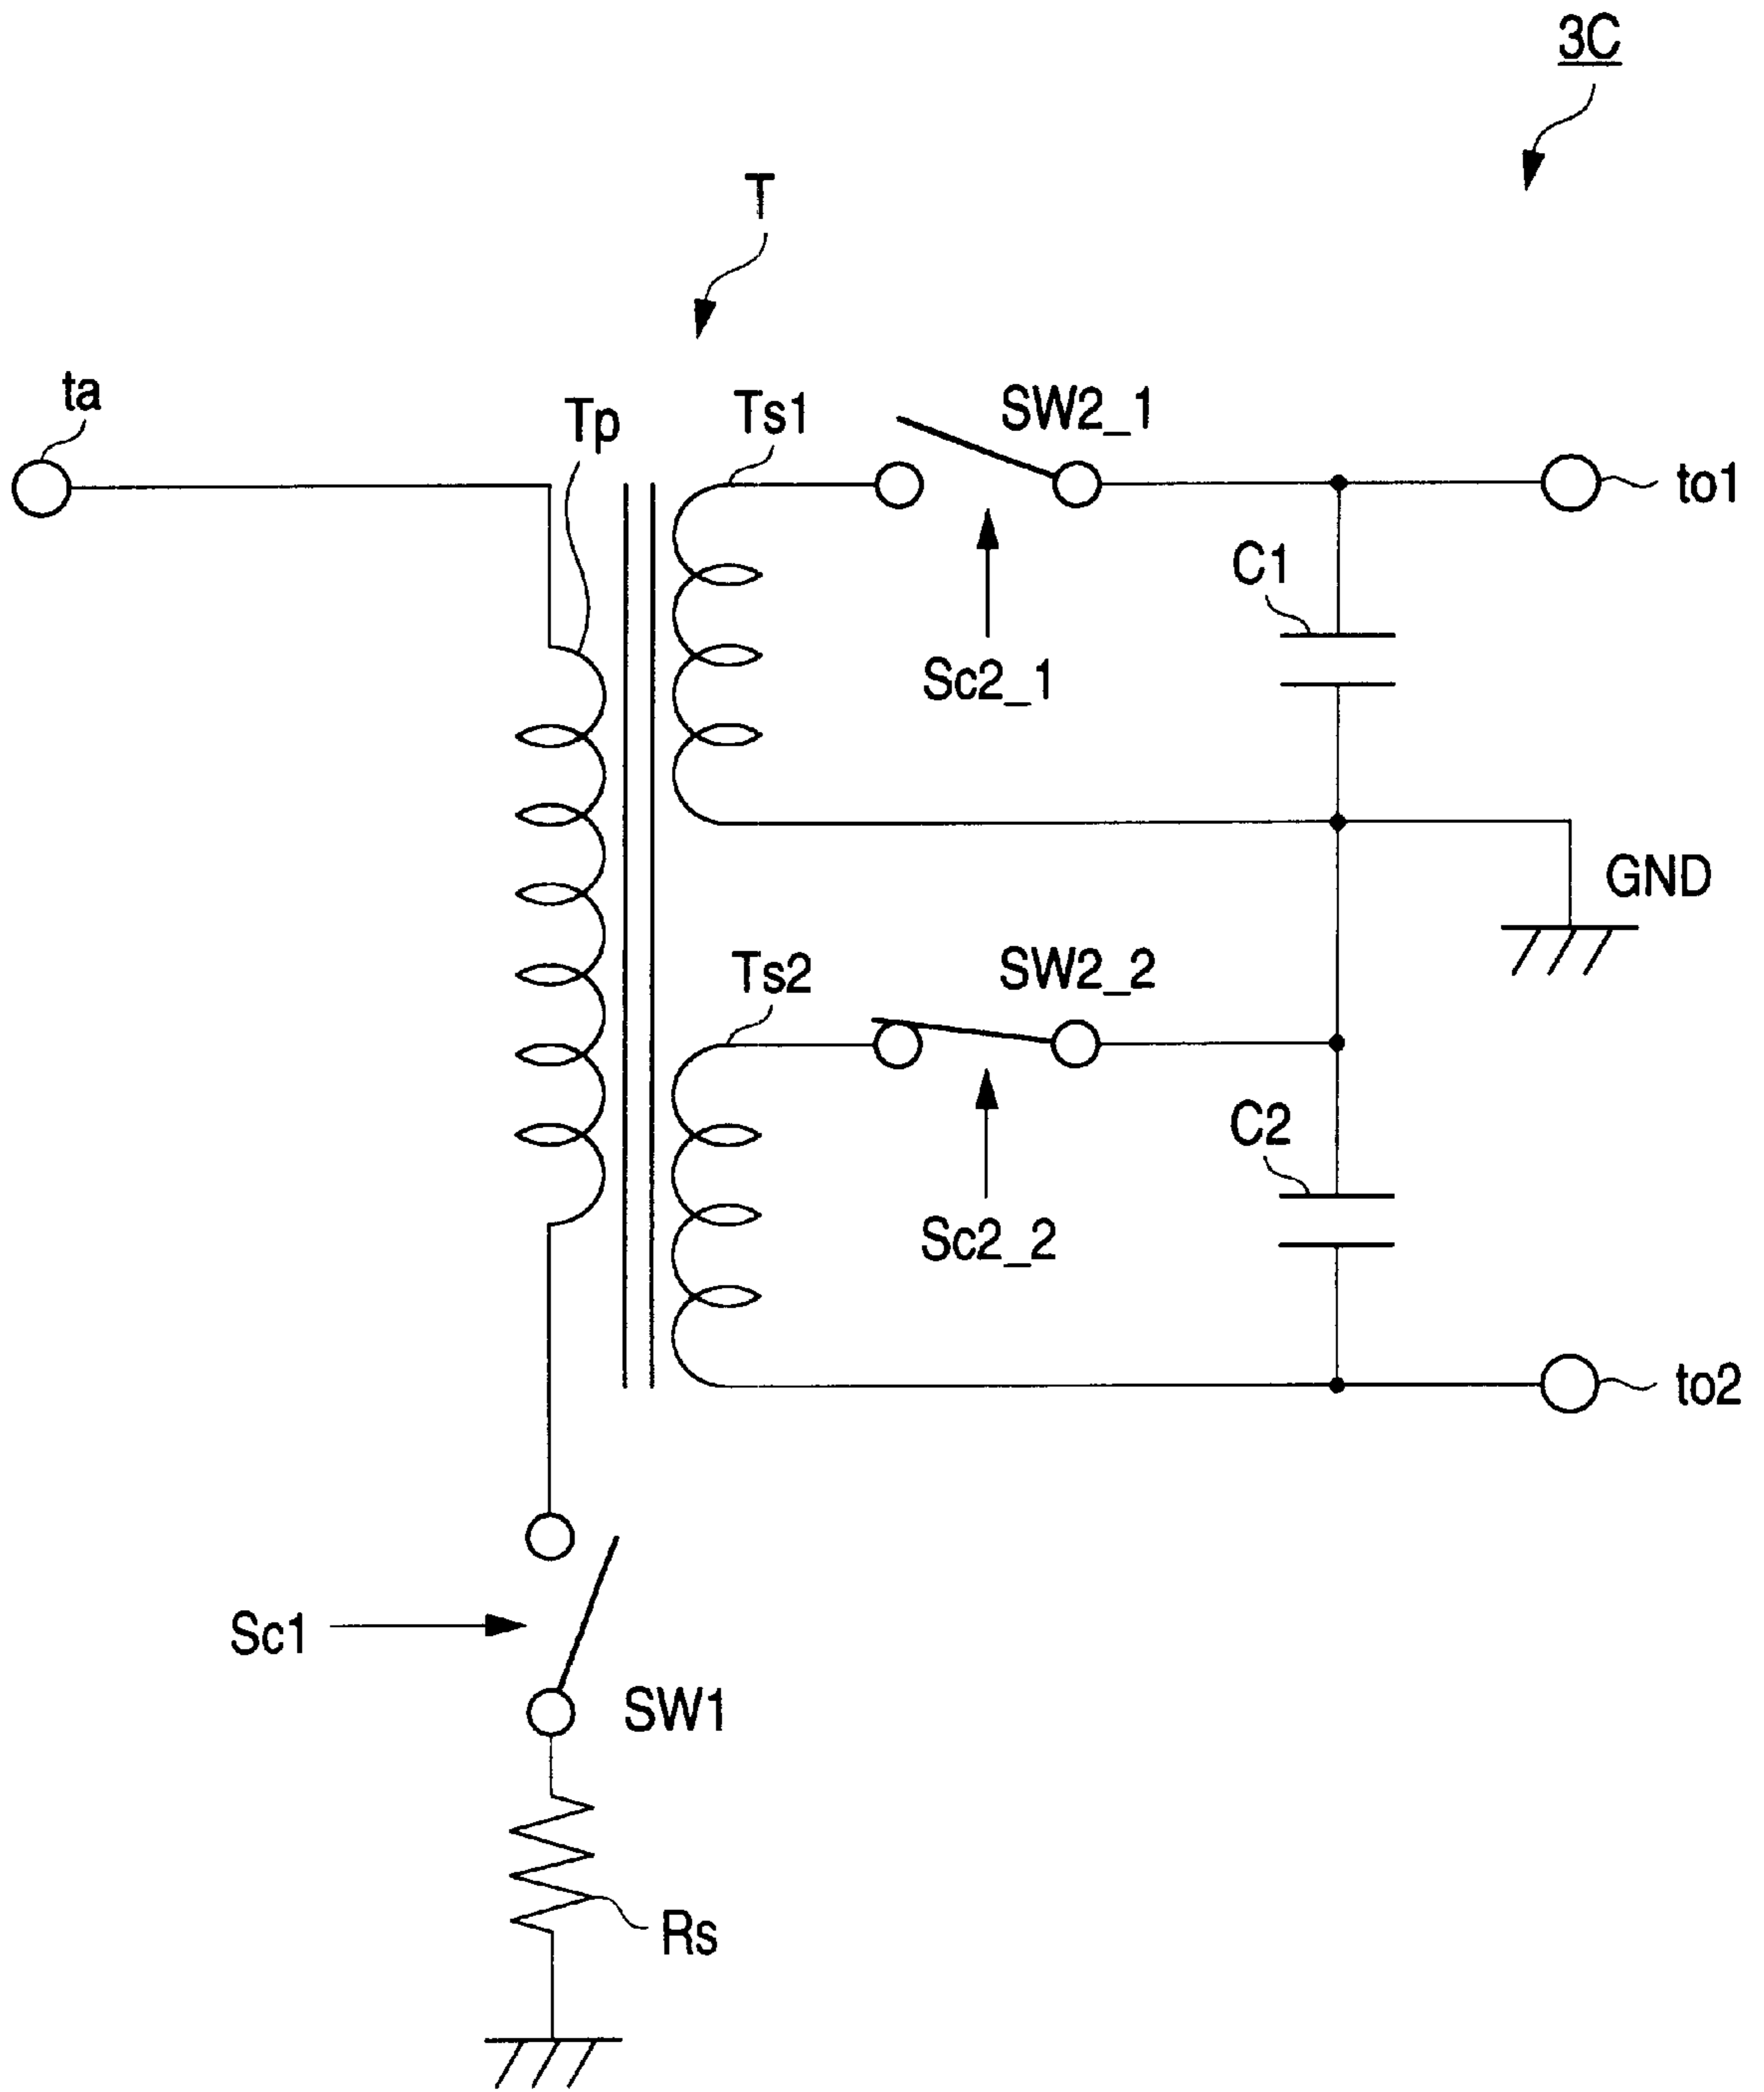 3C
T
ta
Tp
Ts1
SW2_1
to1
C1
Sc2_1
GND
Ts2
SW2_2
C2
Sc2_2
to2
Sc1
SW1
Rs